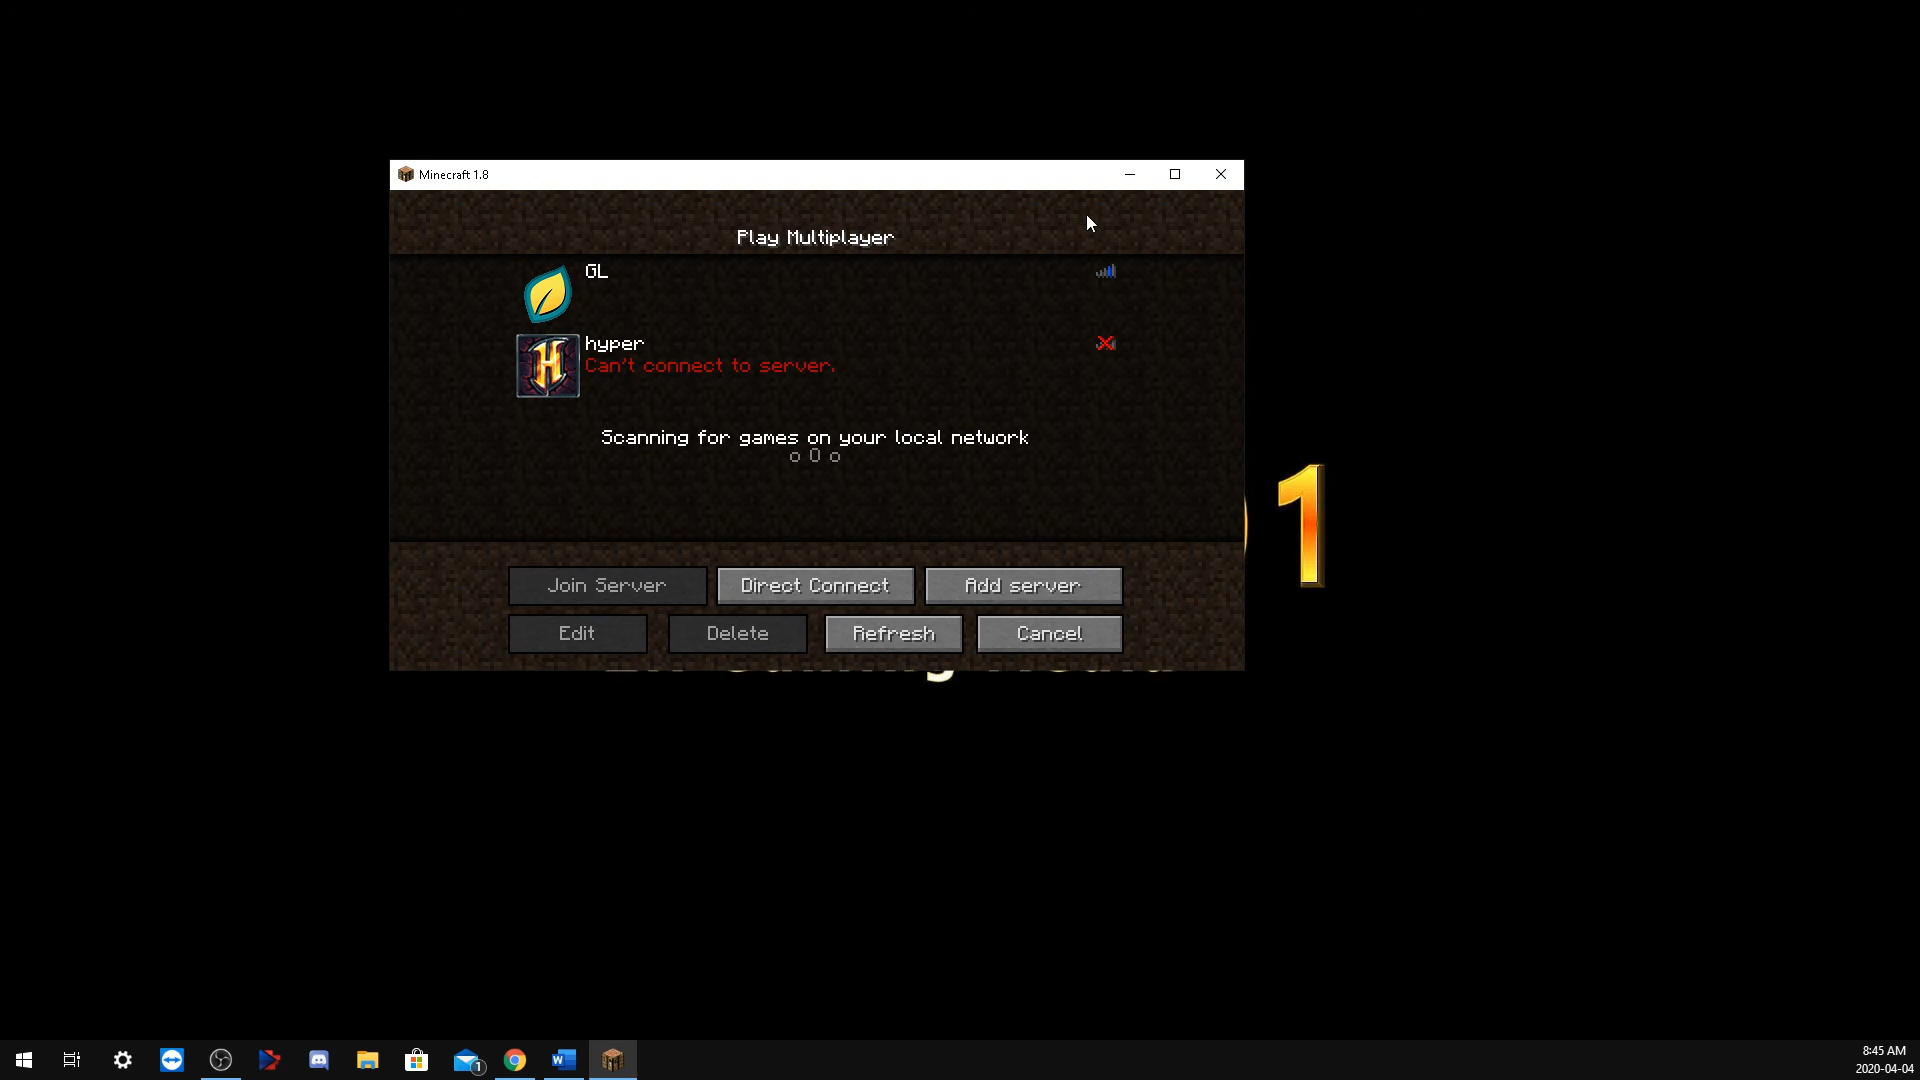 Minecraft 1.8
Play Multiplayer
GL
hyper
Can't connect to server.
Scanning for games on your local network
o O o
Join Server
Direct Connect
Add server
Edit
Delete
Refresh
Cancel
1
H
1
W
8:45 AM
2020-04-04